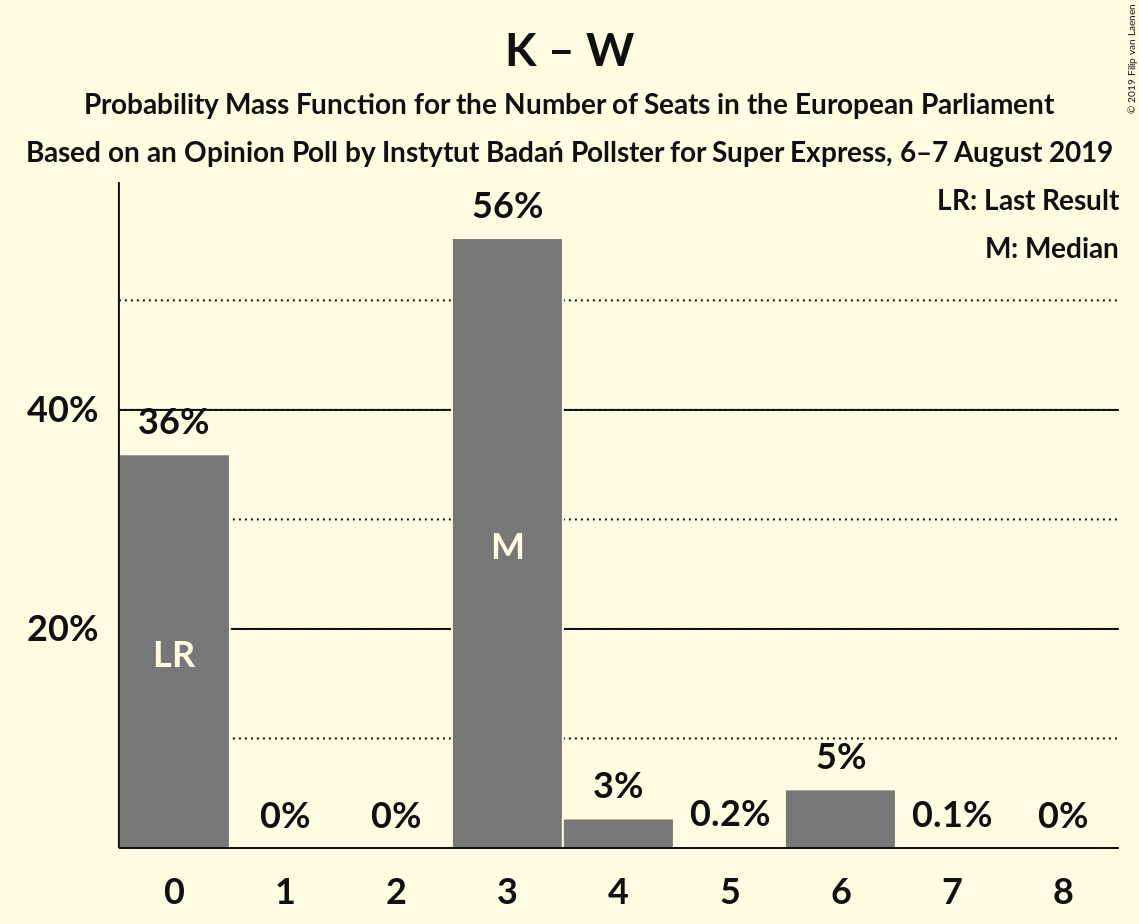 K – W
Probability Mass Function for the Number of Seats in the European Parliament
Based on an Opinion Poll by Instytut Badań Pollster for Super Express, 6–7 August 2019
© 2019 Filip van Laenen
LR: Last Result
M: Median
56%
40%
36%
M
20%
LR
5%
3%
0%
0%
0.2%
0.1%
0%
0 1 2 3 4 5 6 7 8